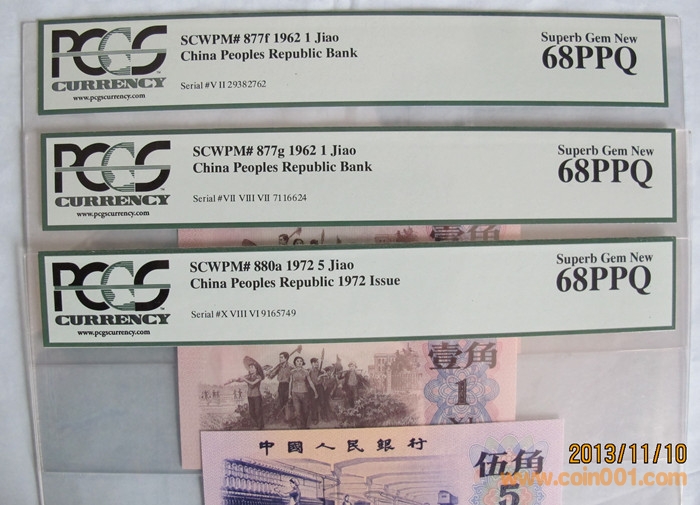 PCGS
CURRENCY
www.pcgscurrency.com
SCWPM# 877f 1962 1 Jiao
China Peoples Republic Bank
Serial #V II 29382762
Superb Gem New
68PPQ
PCGS
CURRENCY
www.pcgscurrency.com
SCWPM# 877g 1962 1 Jiao
China Peoples Republic Bank
Serial #VII VIII VII 7116624
Superb Gem New
68PPQ
壹角
PCGS
CURRENCY
www.pcgscurrency.com
SCWPM# 880a 1972 5 Jiao
China Peoples Republic 1972 Issue
Serial #X VIII VI 9165749
Superb Gem New
68PPQ
壹角
1
中國人民銀行
伍角
5
2013/11/10
www.coin001.com